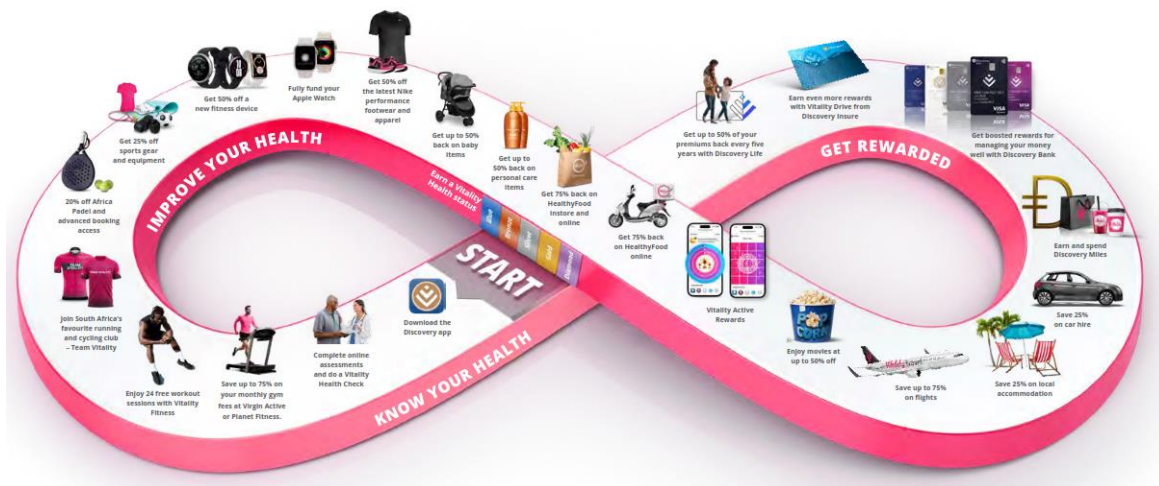 START
Download the
Discovery app
KNOW YOUR HEALTH
Complete online
assessments
and do a Vitality
Health Check
Save up to 75% on
your monthly gym
fees at Virgin Active
or Planet Fitness.
Enjoy 24 free workout
sessions with Vitality
Fitness
Join South Africa's
favourite running
and cycling club
– Team Vitality
20% off Africa
Padel and
advanced booking
access
IMPROVE YOUR HEALTH
Get 25% off
sports gear
and equipment
Get 50% off a
new fitness device
Fully fund your
Apple Watch
Get 50% off
the latest Nike
performance
footwear and
apparel
Get up to 50%
back on baby
items
Get up to
50% back on
personal care
items
Get 75% back on
HealthyFood
instore and
online
Earn a Vitality
Health status
Blue
Bronze
Silver
Gold
Diamond
Get 75% back
on HealthyFood
online
Vitality Active
Rewards
POP
CORN
Enjoy movies at
up to 50% off
Save up to 75%
on flights
Save 25% on local
accommodation
Save 25%
on car hire
Earn and spend
Discovery Miles
GET REWARDED
VISA
VISA
Get boosted rewards for
managing your money
well with Discovery Bank
Earn even more rewards
with Vitality Drive from
Discovery Insure
Get up to 50% of your
premiums back every five
years with Discovery Life